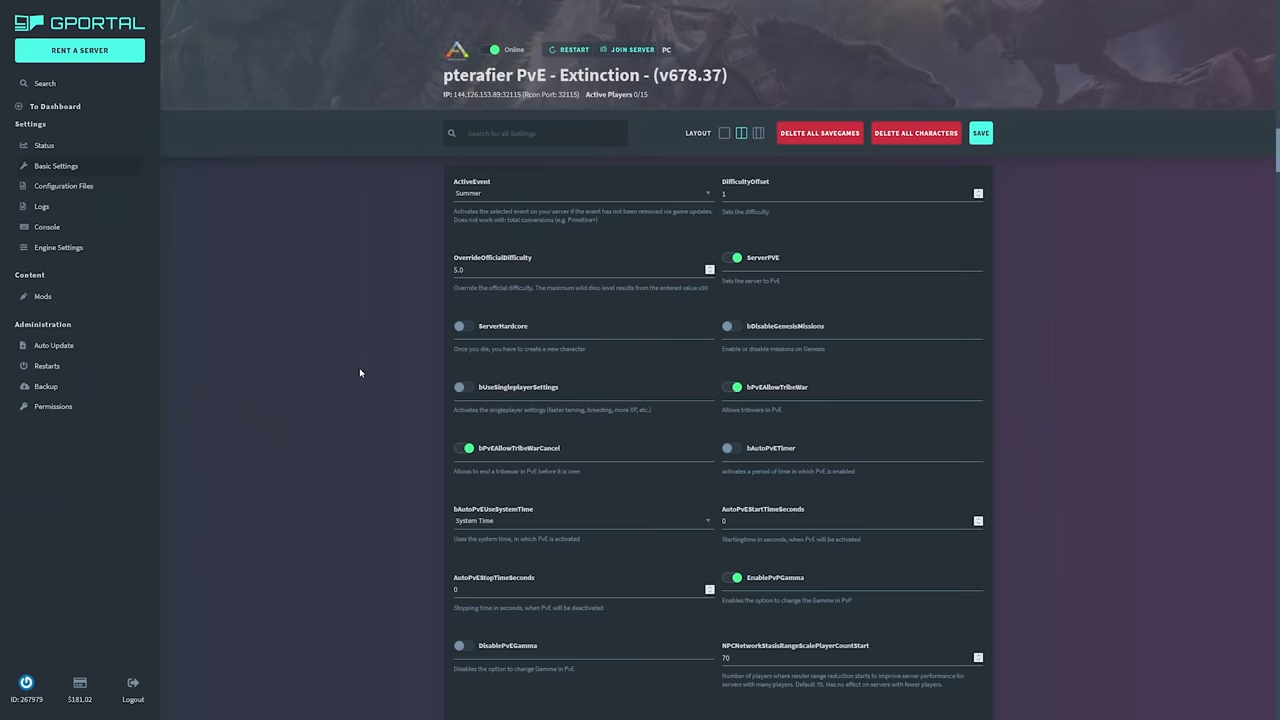 GPORTAL
RENT A SERVER
Search
To Dashboard
Settings
Status
Basic Settings
Configuration Files
Logs
Console
Engine Settings
Content
Mods
Administration
Auto Update
Restarts
Backup
Permissions
ID: 267979 $181.02 Logout
Online RESTART JOIN SERVER PC
pterafier PvE - Extinction - (v678.37)
IP: 144.126.153.89:32115 (Rcon Port: 32115) Active Players 0/15
Search for all Settings LAYOUT DELETE ALL SAVEGAMES DELETE ALL CHARACTERS SAVE
ActiveEvent
Summer
Activates the selected event on your server if the event has not been removed via game updates.
Does not work with total conversions (e.g. Primitive+)
DifficultyOffset
1
Sets the difficulty
OverrideOfficialDifficulty
5.0
Override the official difficulty. The maximum wild dino level results from the entered value x30
ServerPVE
Sets the server to PvE
ServerHardcore
Once you die, you have to create a new character
bDisableGenesisMissions
Enable or disable missions on Genesis
bUseSingleplayerSettings
Activates the singleplayer settings (faster taming, breeding, more XP, etc.)
bPvEAllowTribeWar
Allows tribewar in PvE
bPvEAllowTribeWarCancel
Allows to end a tribewar in PvE before it is over
bAutoPvETimer
activates a period of time in which PvE is enabled
bAutoPvEUseSystemTime
System Time
Uses the system time, in which PvE is activated
AutoPvEStartTimeSeconds
0
Startingtime in seconds, when PvE will be activated
AutoPvEStopTimeSeconds
0
Stopping time in seconds, when PvE will be deactivated
EnablePvPGamma
Enables the option to change the Gamme in PvP
DisablePvEGamma
Disables the option to change Gamma in PvE
NPCNetworkStasisRangeScalePlayerCountStart
70
Number of players where render range reduction starts to improve server performance for
servers with many players. Default 70. Has no effect on servers with fewer players.